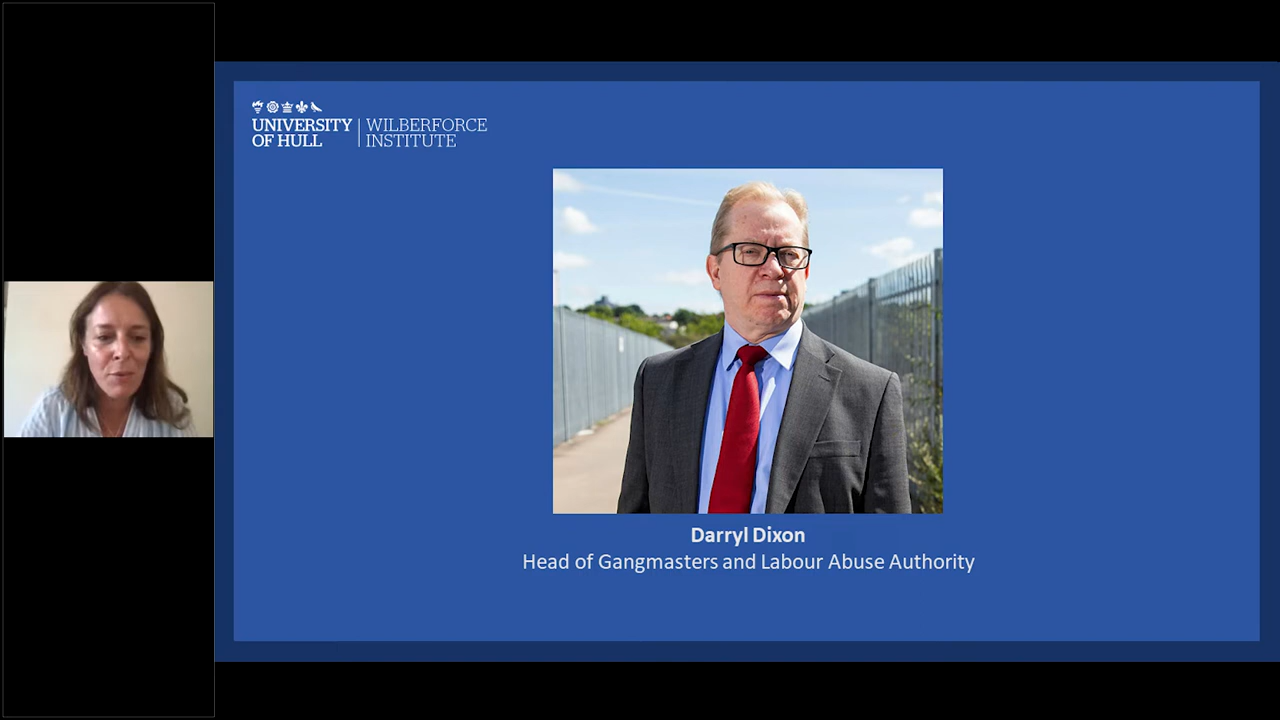 UNIVERSITY OF HULL
WILBERFORCE INSTITUTE
Darryl Dixon
Head of Gangmasters and Labour Abuse Authority